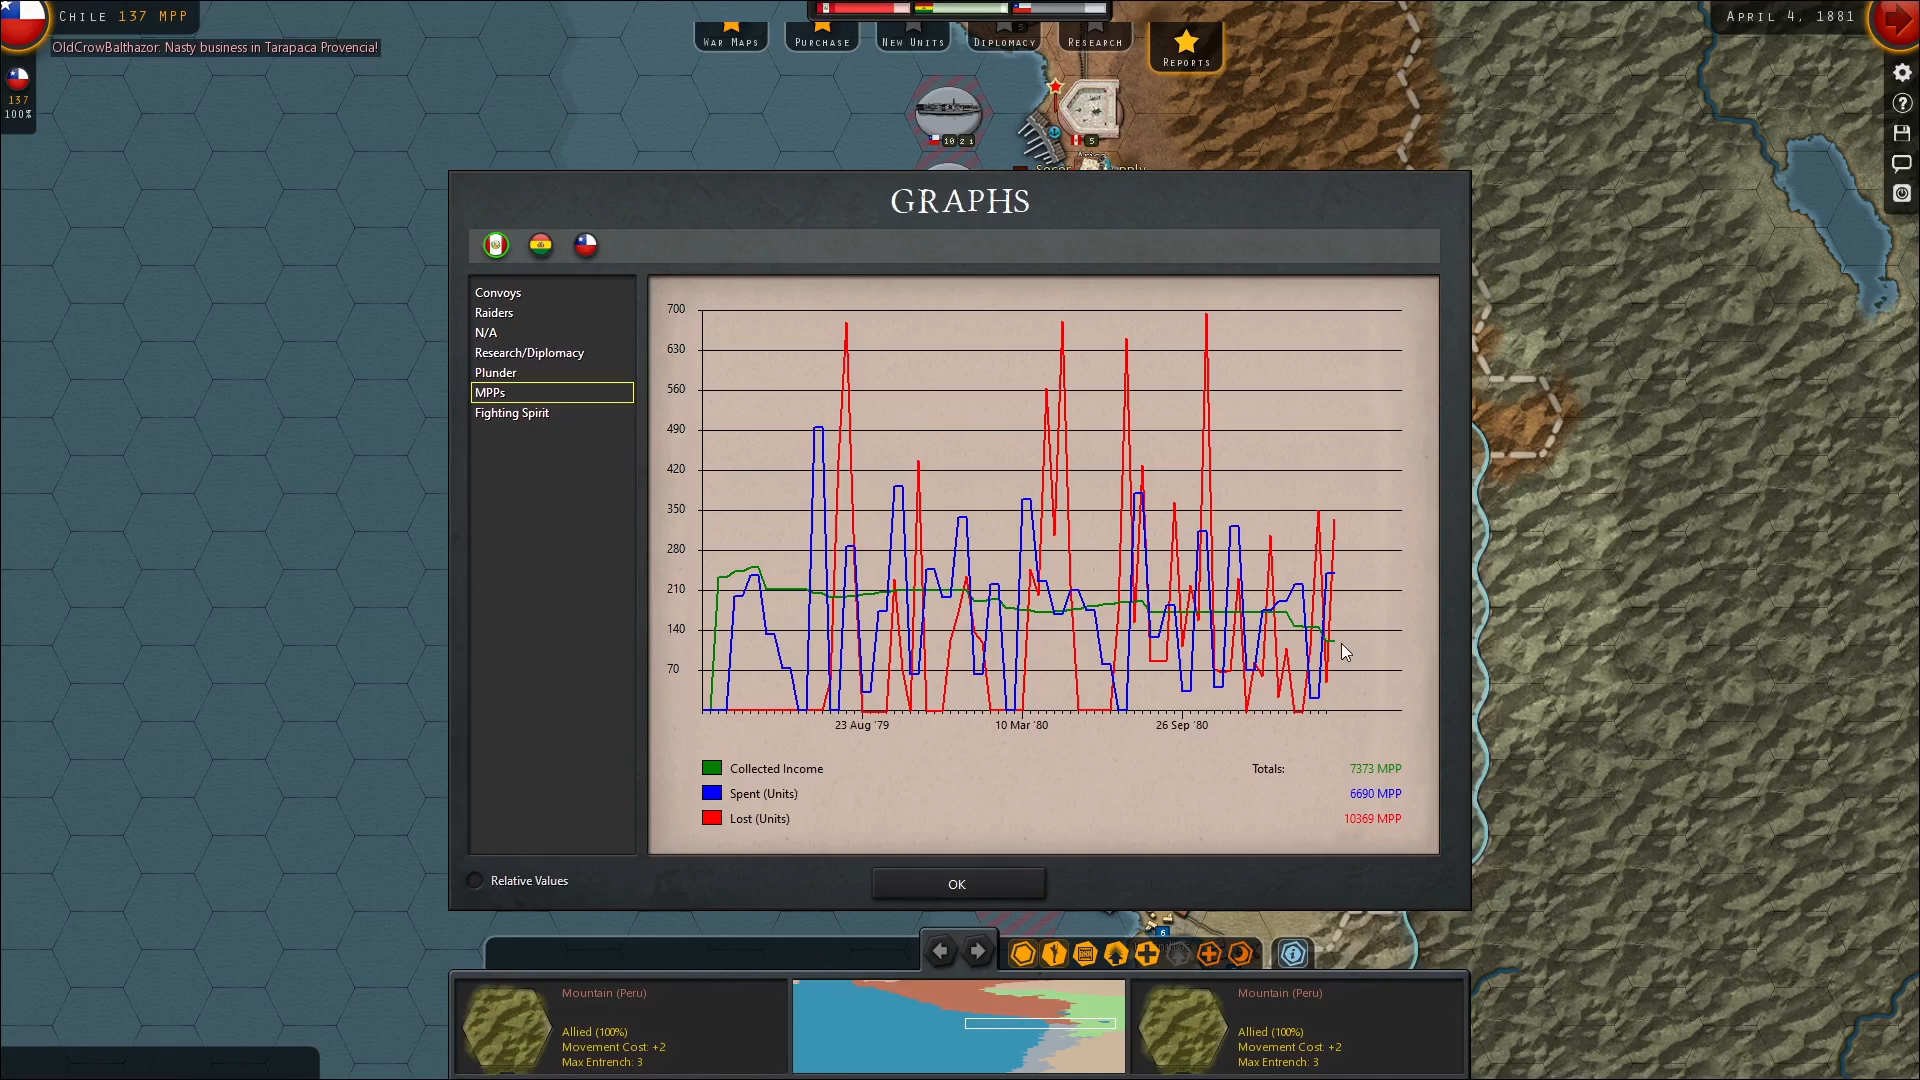 CHILE 137 MPP
APRIL 4, 1881
OldCrowBalthazor: Nasty business in Tarapaca Provencia!
WAR MAPS
PURCHASE
NEW UNITS
DIPLOMACY
RESEARCH
REPORTS
137
100%
10 2
5
GRAPHS
Convoys
Raiders
N/A
Research/Diplomacy
Plunder
MPPs
Fighting Spirit
700
630
560
490
420
350
280
210
140
70
23 Aug '79
10 Mar '80
26 Sep '80
Collected Income
Spent (Units)
Lost (Units)
Totals:
7373 MPP
6690 MPP
10369 MPP
Relative Values
OK
6
Mountain (Peru)
Allied (100%)
Movement Cost: +2
Max Entrench: 3
Mountain (Peru)
Allied (100%)
Movement Cost: +2
Max Entrench: 3